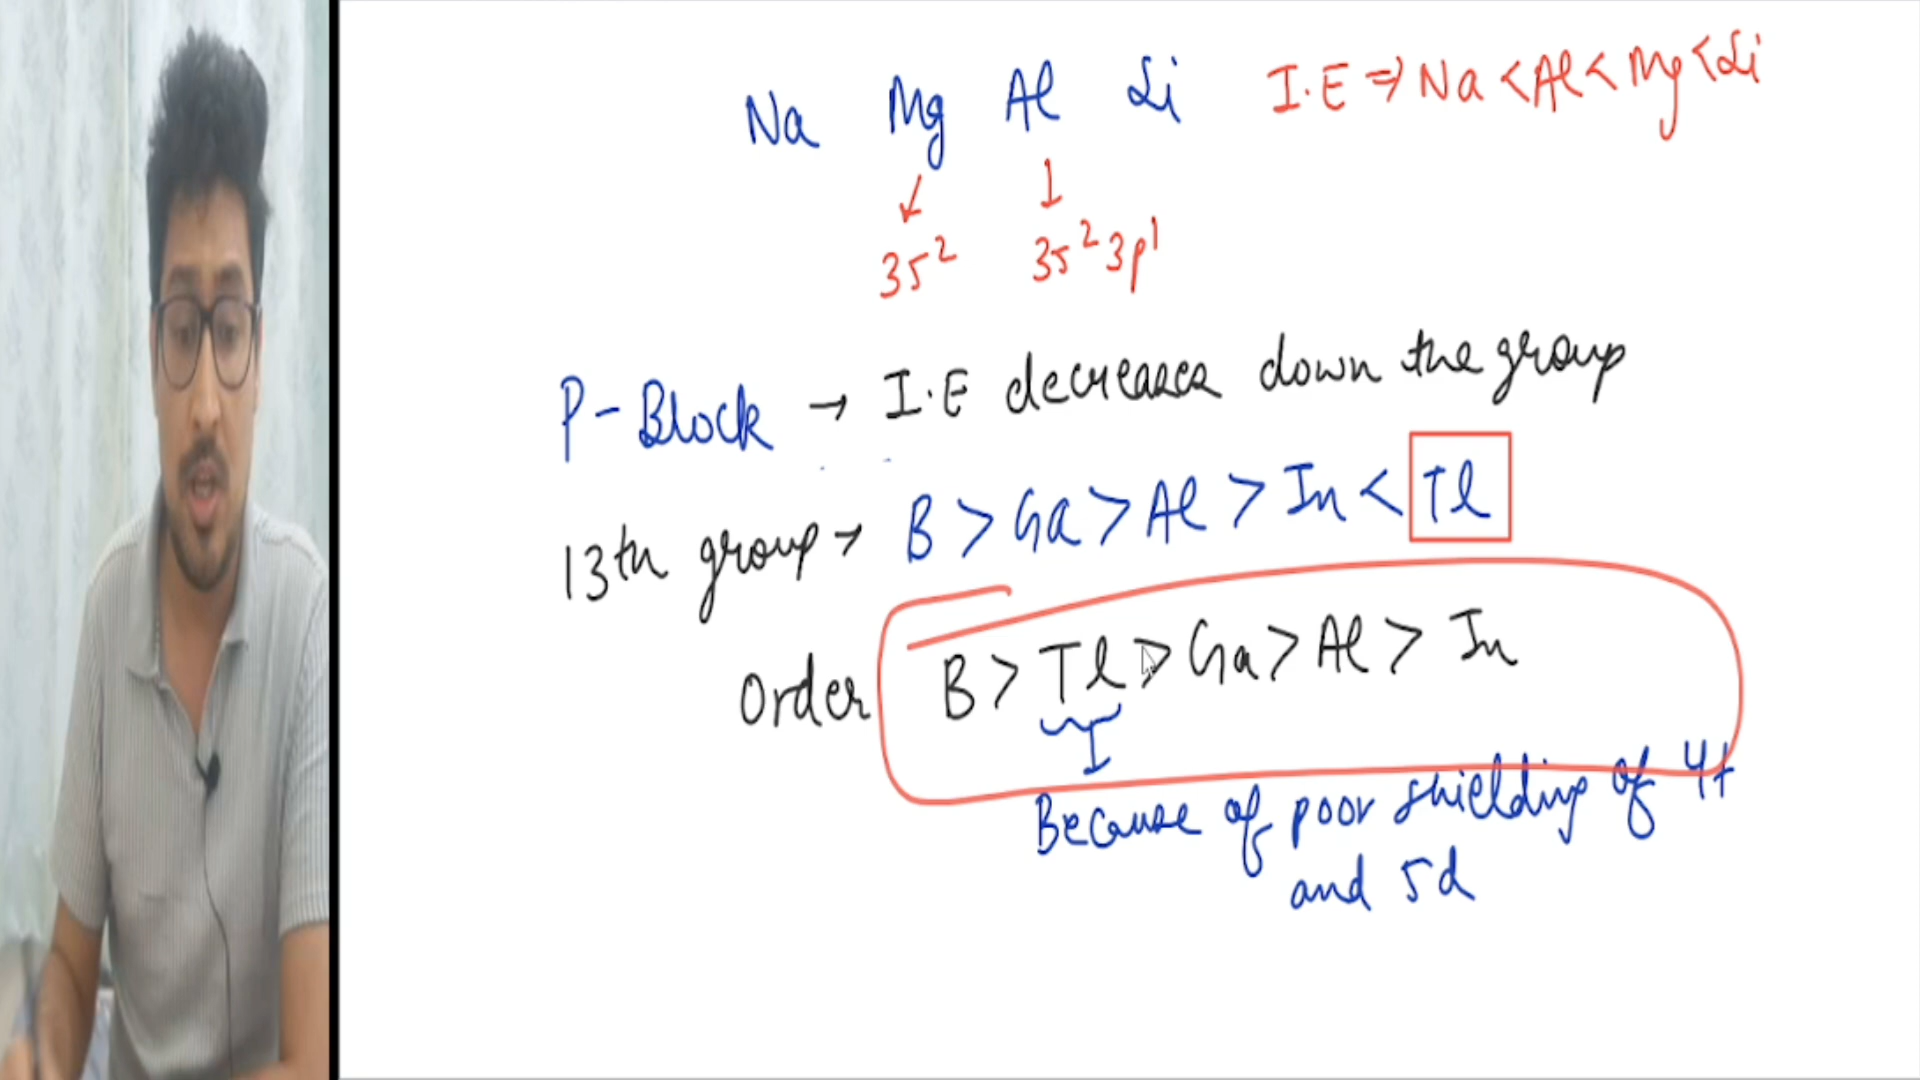 Na Mg Al Li I.E ⇒ Na < Al < Mg < Li
↙ ↓
3s² 3s² 3p¹
P-Block → I.E decreases down the group
13th group → B > Ga > Al > In < Tl
Order B > Tl > Ga > Al > In
Because of poor shielding of 4f
and 5d